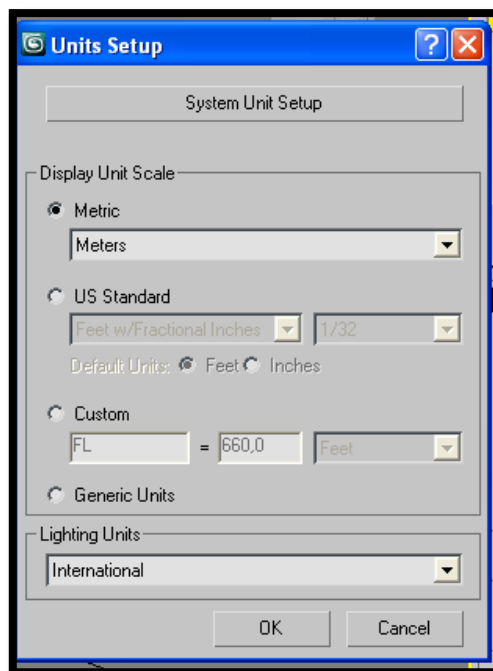 Units Setup
System Unit Setup
Display Unit Scale
Metric
Meters
US Standard
Feet w/Fractional Inches 1/32
Default Units: Feet Inches
Custom
FL = 660,0 Feet
Generic Units
Lighting Units
International
OK Cancel